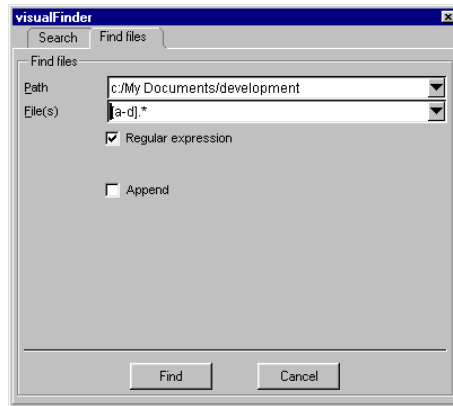 visualFinder
Search Find files
Find files
Path c:/My Documents/development
File(s) [a-d].*
Regular expression
Append
Find Cancel